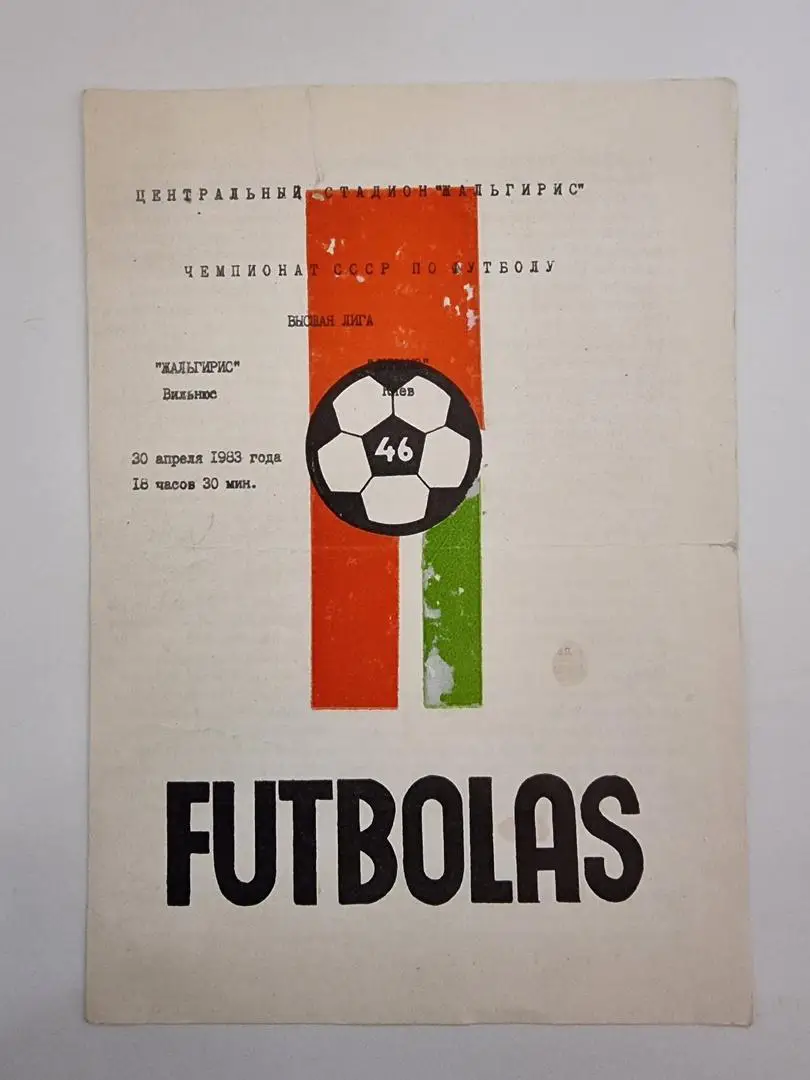 ЦЕНТРАЛЬНЫЙ СТАДИОН "ЖАЛЬГИРИС"
ЧЕМПИОНАТ СССР ПО ФУТБОЛУ
ВЫСШАЯ ЛИГА
"ЖАЛЬГИРИС"
Вильнюс Киев
30 апреля 1983 года
18 часов 30 мин.
46
FUTBOLAS